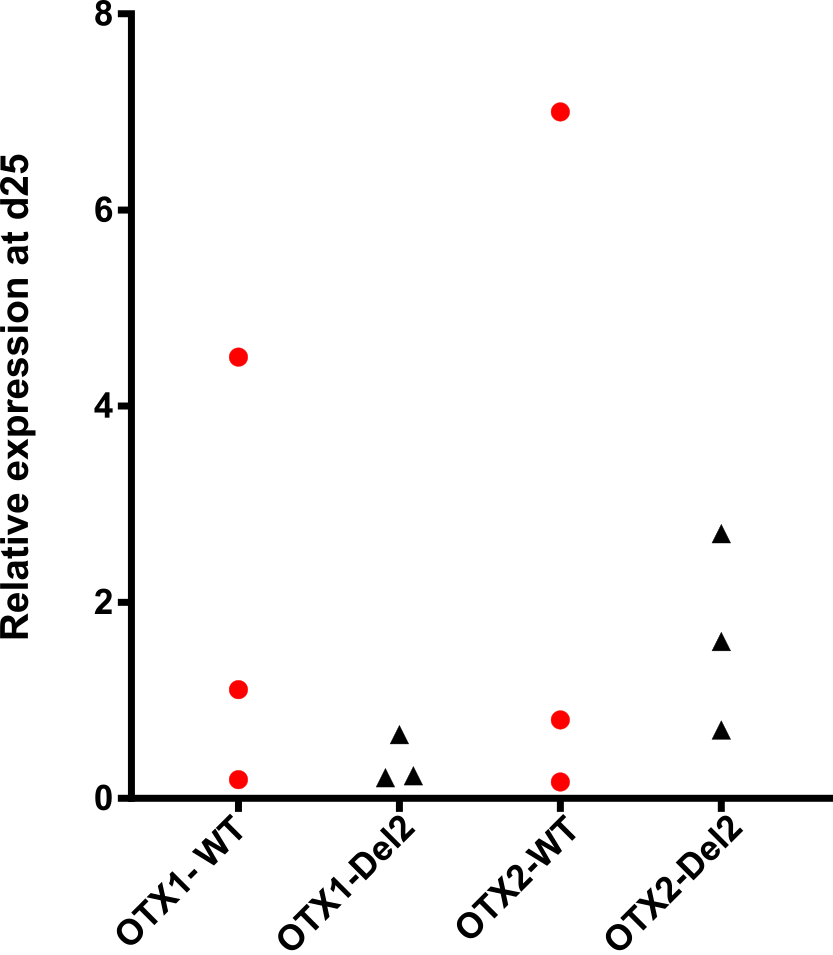 Relative expression at d25
8
6
4
2
0
OTX1- WT
OTX1-Del2
OTX2-WT
OTX2-Del2